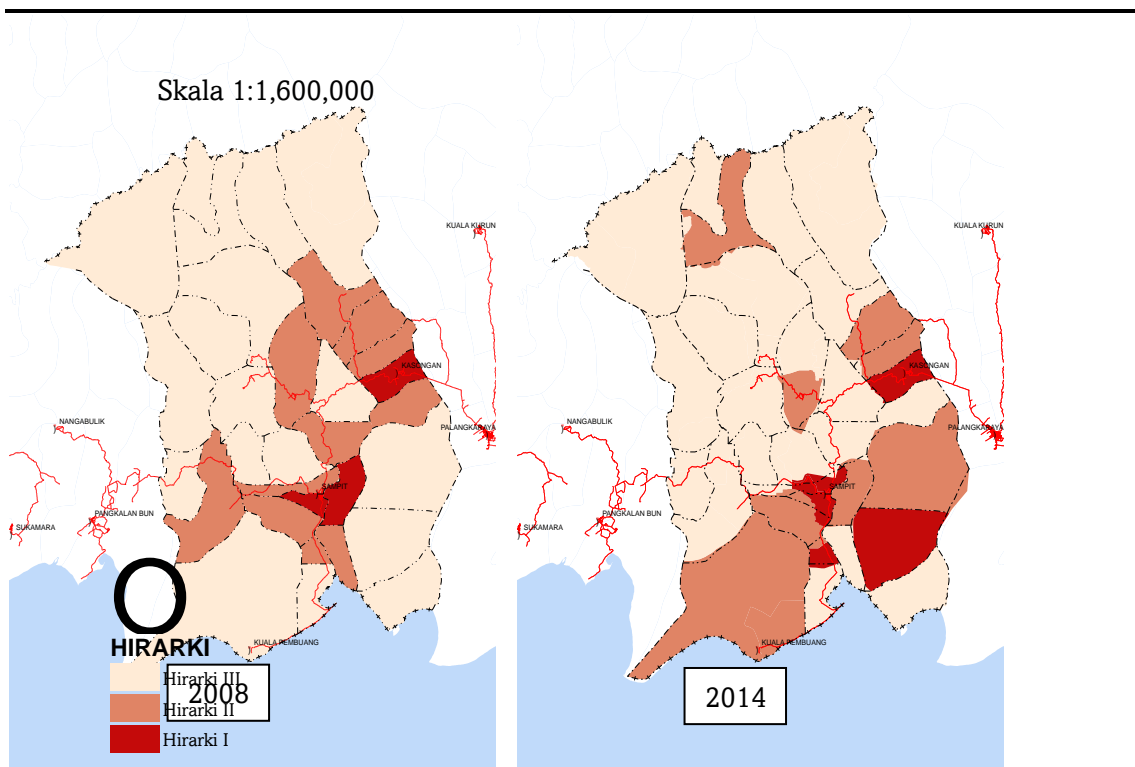 Skala 1:1,600,000
KUALA KURUN
KASONGAN
NANGABULIK
PALANGKARAYA
SAMPIT
PANGKALAN BUN
SUKAMARA
O
HIRARKI
KUALA PEMBUANG
Hirarki III
2008
Hirarki II
Hirarki I
KUALA KURUN
KASONGAN
NANGABULIK
PALANGKARAYA
SAMPIT
PANGKALAN BUN
SUKAMARA
KUALA PEMBUANG
2014